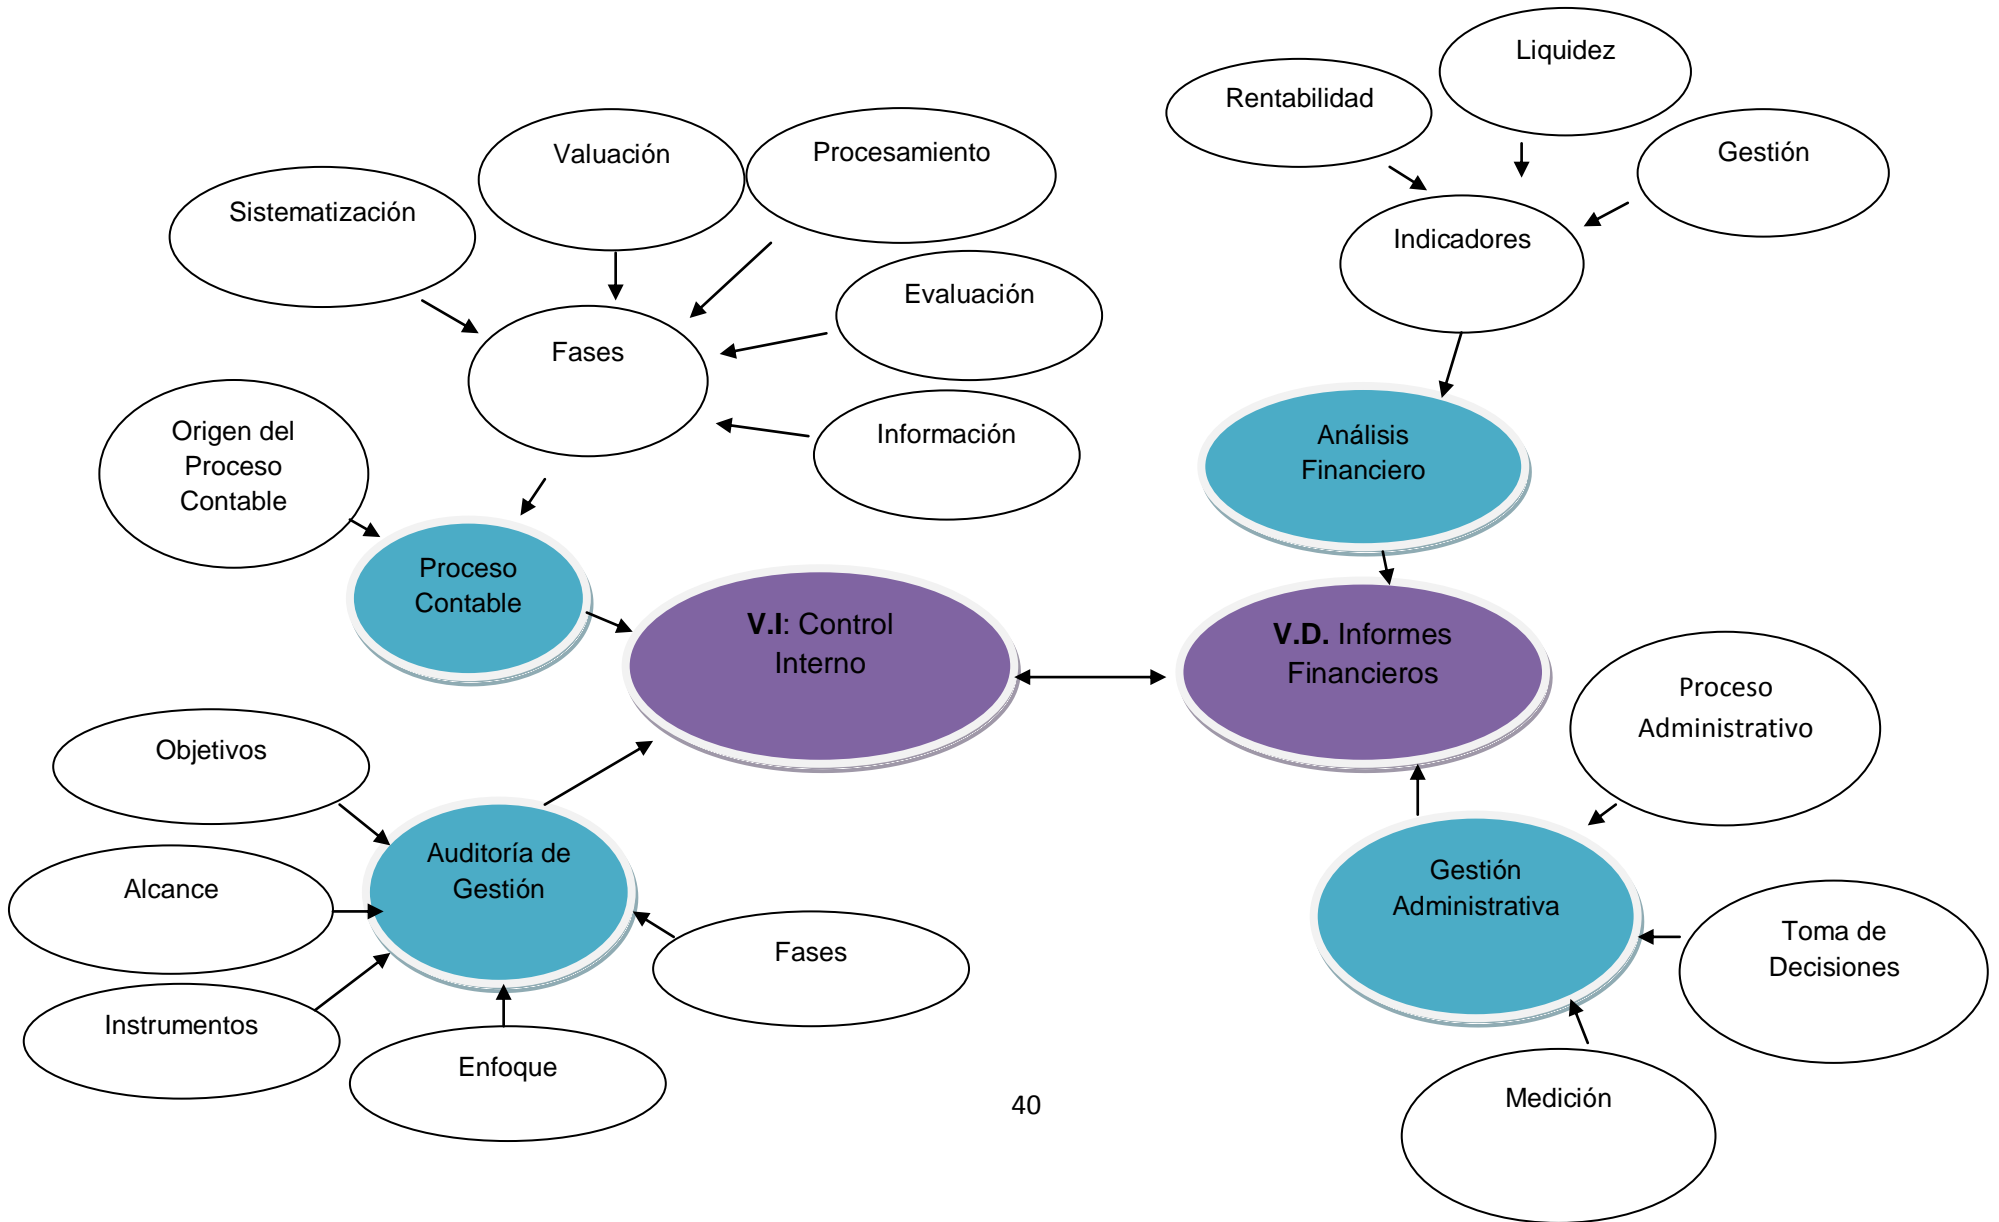 Liquidez
Rentabilidad
Gestión
Indicadores
Valuación
Procesamiento
Sistematización
Evaluación
Fases
Información
Origen del
Proceso
Contable
Análisis
Financiero
Proceso
Contable
V.I: Control
Interno
V.D. Informes
Financieros
Proceso
Administrativo
Objetivos
Auditoría de
Gestión
Alcance
Instrumentos
Enfoque
Fases
Gestión
Administrativa
Toma de
Decisiones
Medición
40